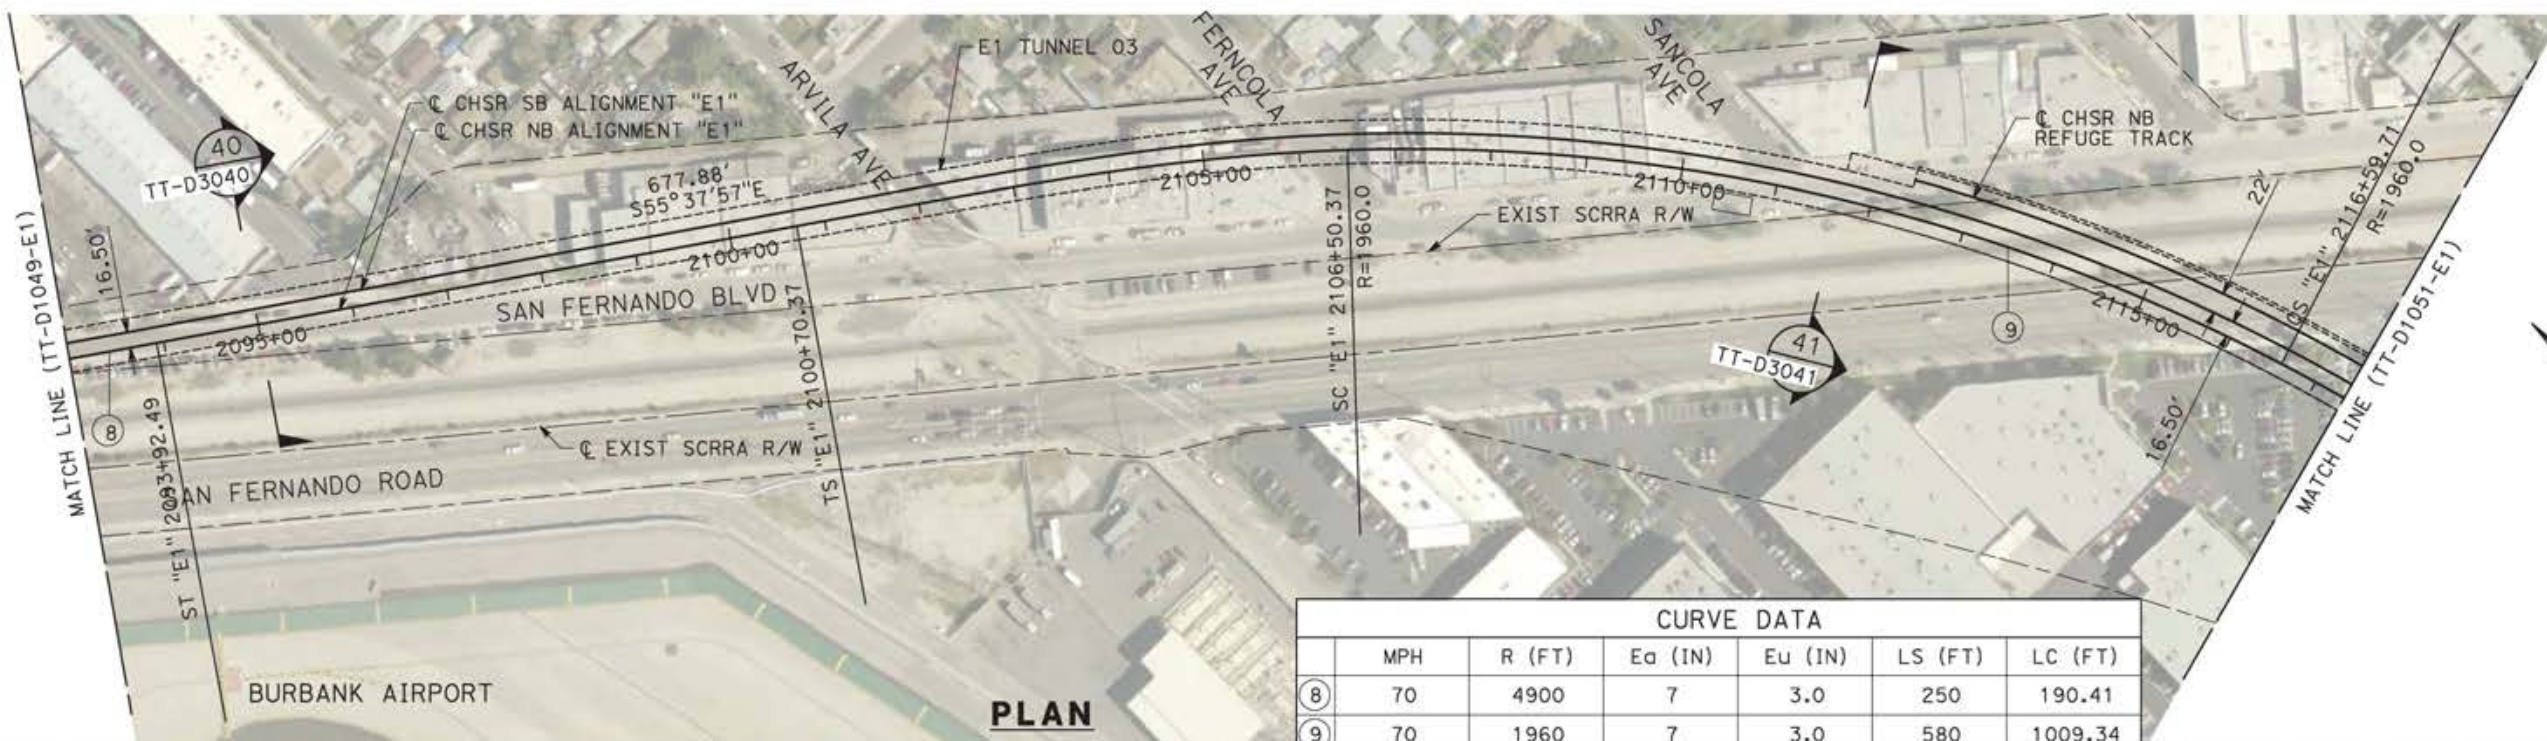 MATCH LINE (TT-D1049-E1)
40
TT-D3040
16.50'
8
℄ CHSR SB ALIGNMENT "E1"
℄ CHSR NB ALIGNMENT "E1"
ARVILA AVE
E1 TUNNEL 03
677.88'
S55°37'57"E
FERNCOLA
AVE
SANCOLA
AVE
℄ CHSR NB
REFUGE TRACK
2095+00
2100+00
2105+00
2110+00
2115+00
SAN FERNANDO BLVD
EXIST SCRRA R/W
℄ EXIST SCRRA R/W
SAN FERNANDO ROAD
ST "E1" 2093+92.49
TS "E1" 2100+70.37
SC "E1" 2106+50.37
R=1960.0
41
TT-D3041
9
22'
16.50'
CS "E1" 2116+59.71
R=1960.0
MATCH LINE (TT-D1051-E1)
BURBANK AIRPORT
PLAN
CURVE DATA
MPH R (FT) Ea (IN) Eu (IN) LS (FT) LC (FT)
8 70 4900 7 3.0 250 190.41
9 70 1960 7 3.0 580 1009.34